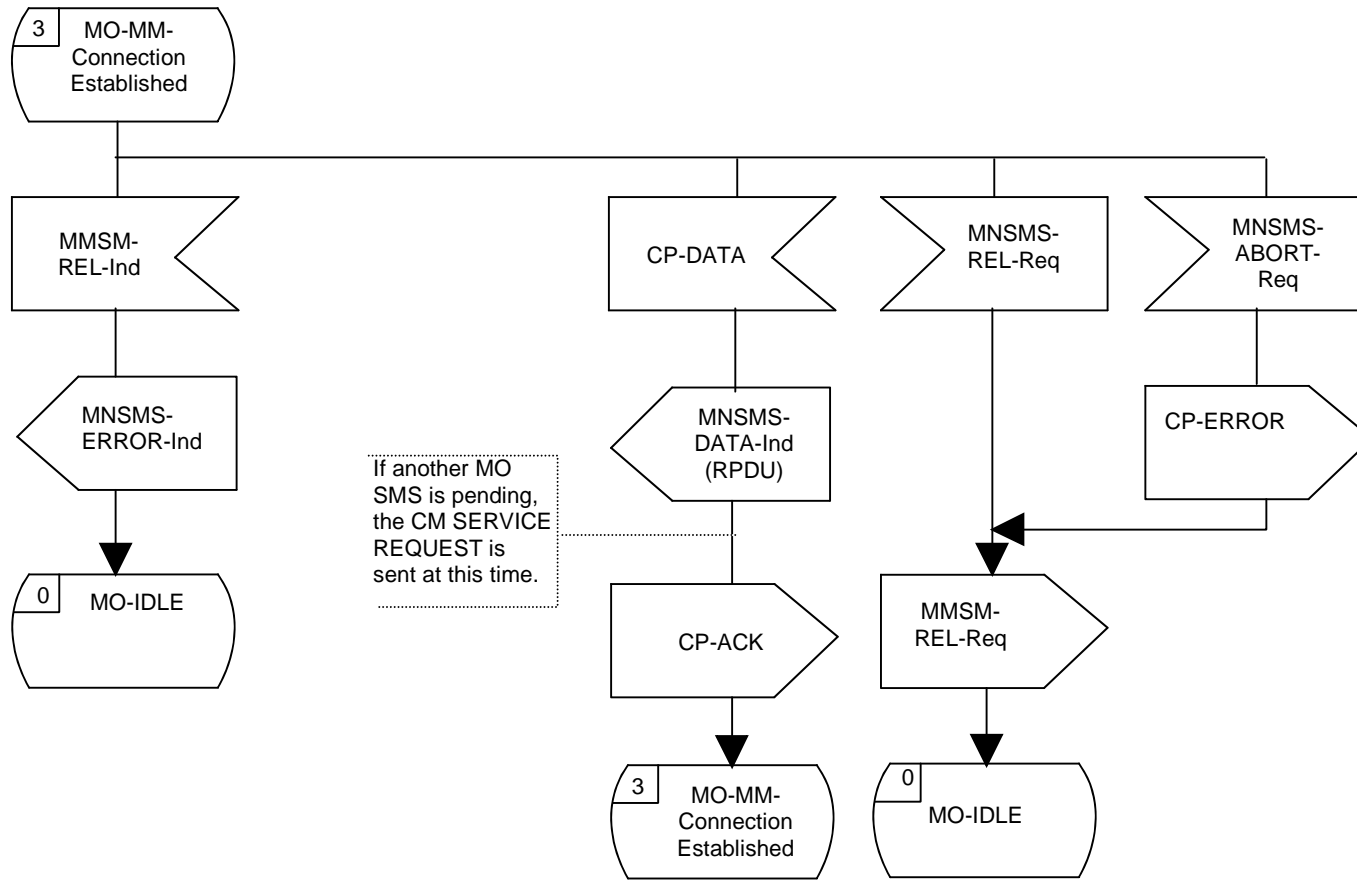 3
MO-MM-
Connection
Established
MMSM-
REL-Ind
CP-DATA
MNSMS-
REL-Req
MNSMS-
ABORT-
Req
MNSMS-
ERROR-Ind
If another MO
SMS is pending,
the CM SERVICE
REQUEST is
sent at this time.
MNSMS-
DATA-Ind
(RPDU)
CP-ERROR
0
MO-IDLE
CP-ACK
MMSM-
REL-Req
3
MO-MM-
Connection
Established
0
MO-IDLE